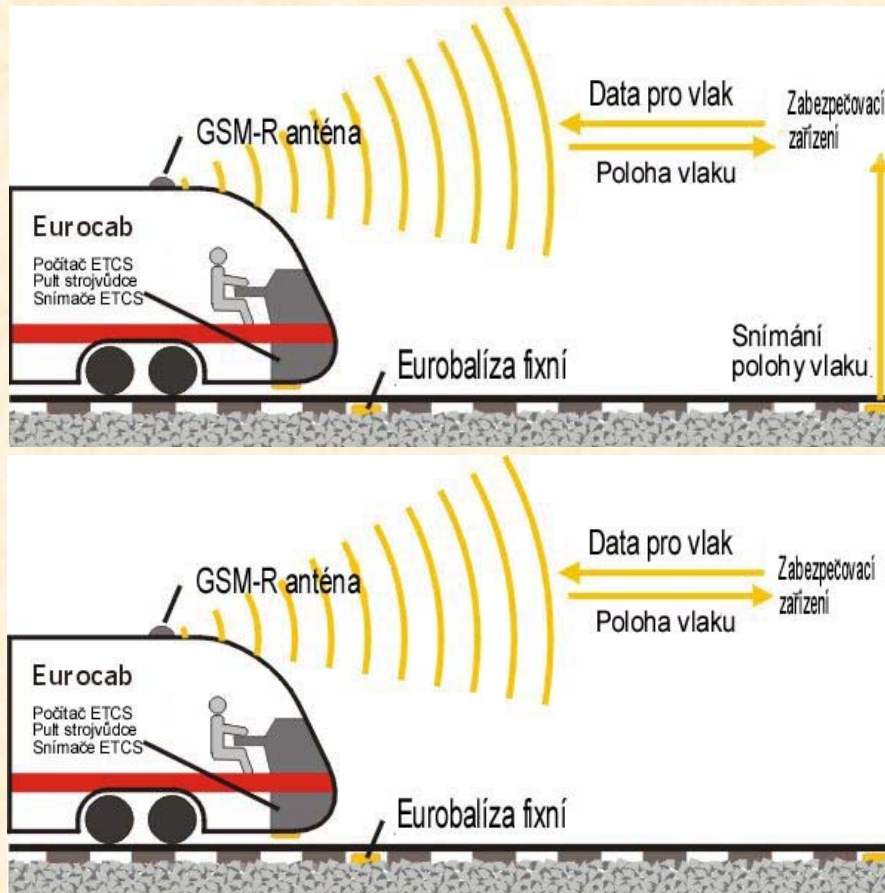 Data pro vlak
Zabezpečovací
zařízení
GSM-R anténa
Poloha vlaku
Eurocab
Počítač ETCS
Pult strojvůdce
Snímače ETCS
Snímání
polohy vlaku
Eurobalíza fixní
Data pro vlak
Zabezpečovací
zařízení
GSM-R anténa
Poloha vlaku
Eurocab
Počítač ETCS
Pult strojvůdce
Snímače ETCS
Eurobalíza fixní